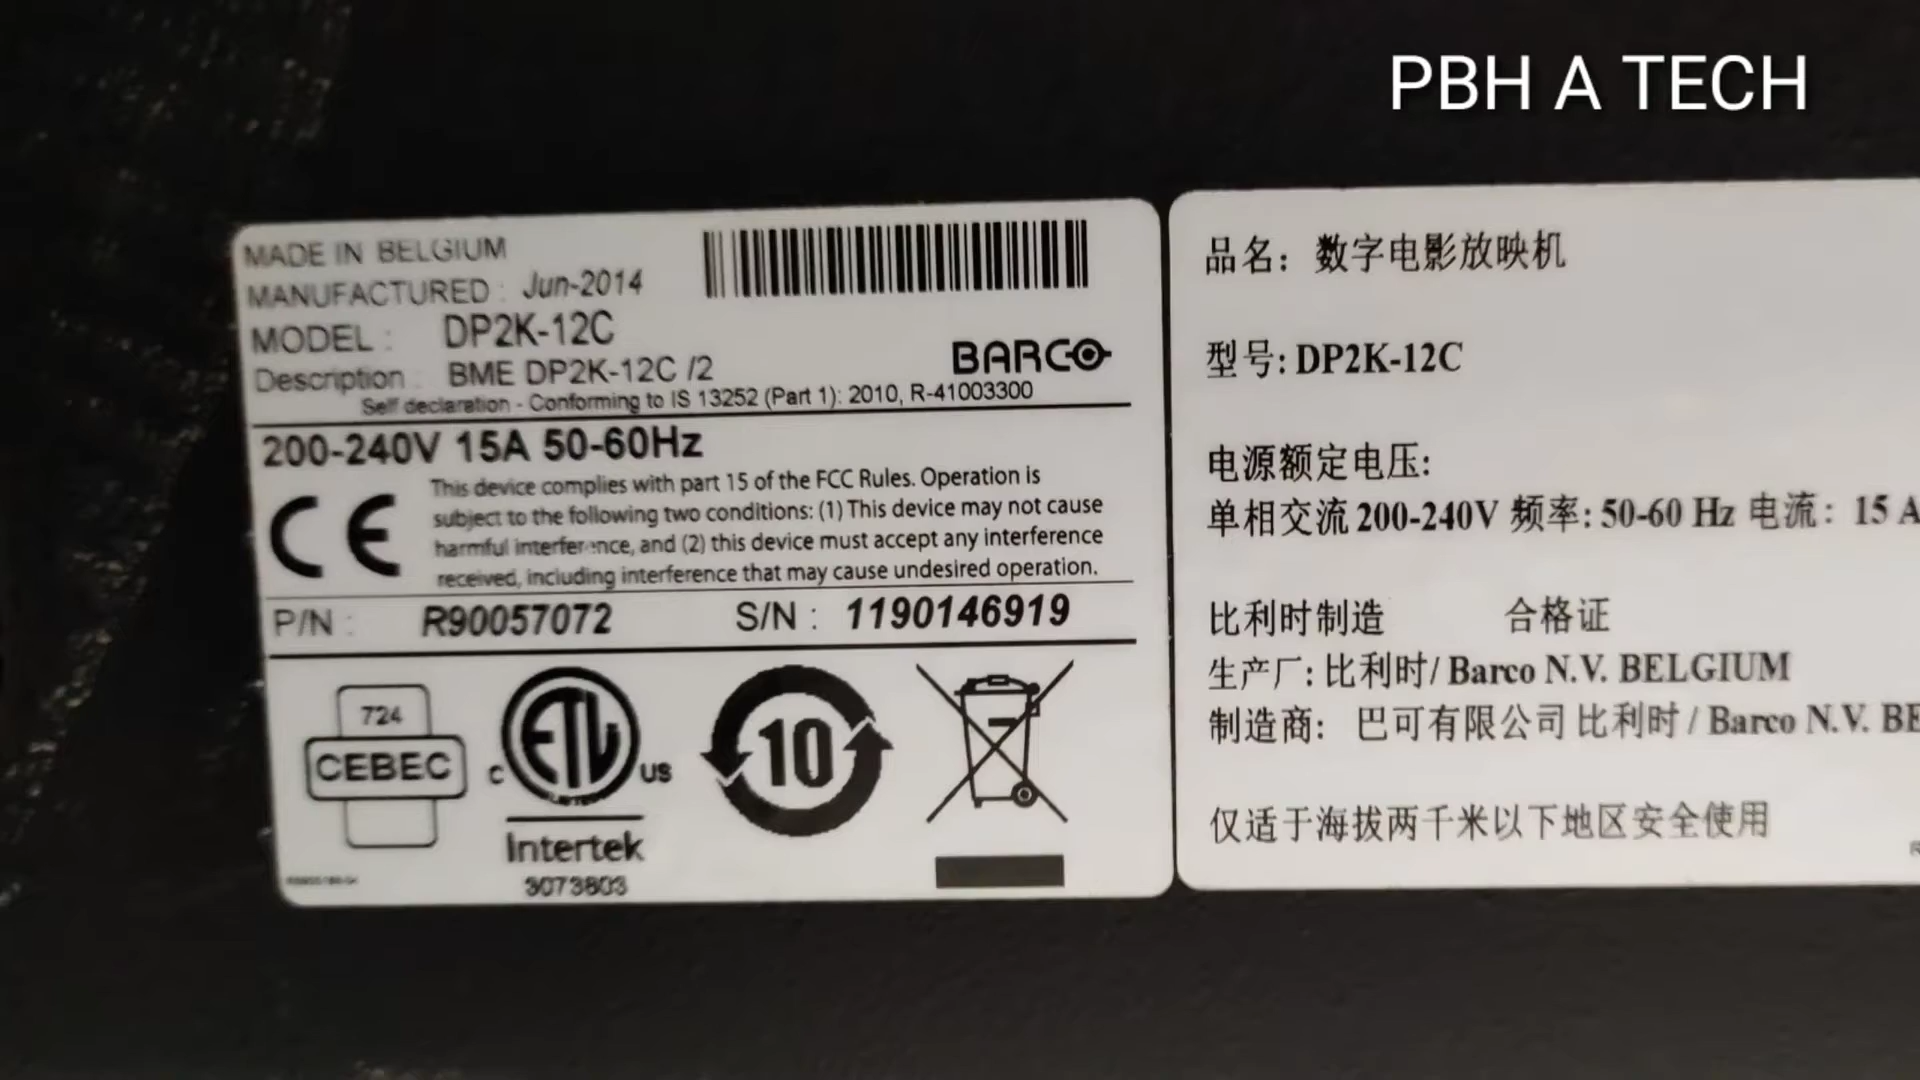 PBH A TECH
MADE IN BELGIUM
MANUFACTURED : Jun-2014
MODEL : DP2K-12C
Description : BME DP2K-12C /2
BARCO
Self declaration - Conforming to IS 13252 (Part 1): 2010, R-41003300
200-240V 15A 50-60Hz
CE
This device complies with part 15 of the FCC Rules. Operation is
subject to the following two conditions: (1) This device may not cause
harmful interference, and (2) this device must accept any interference
received, including interference that may cause undesired operation.
P/N : R90057072 S/N : 1190146919
724
CEBEC
C ETL US
Intertek
3073803
10
品名：数字电影放映机
型号: DP2K-12C
电源额定电压:
单相交流 200-240V 频率: 50-60 Hz 电流：15 A
比利时制造 合格证
生产厂: 比利时/ Barco N.V. BELGIUM
制造商: 巴可有限公司 比利时 / Barco N.V. BE
仅适于海拔两千米以下地区安全使用